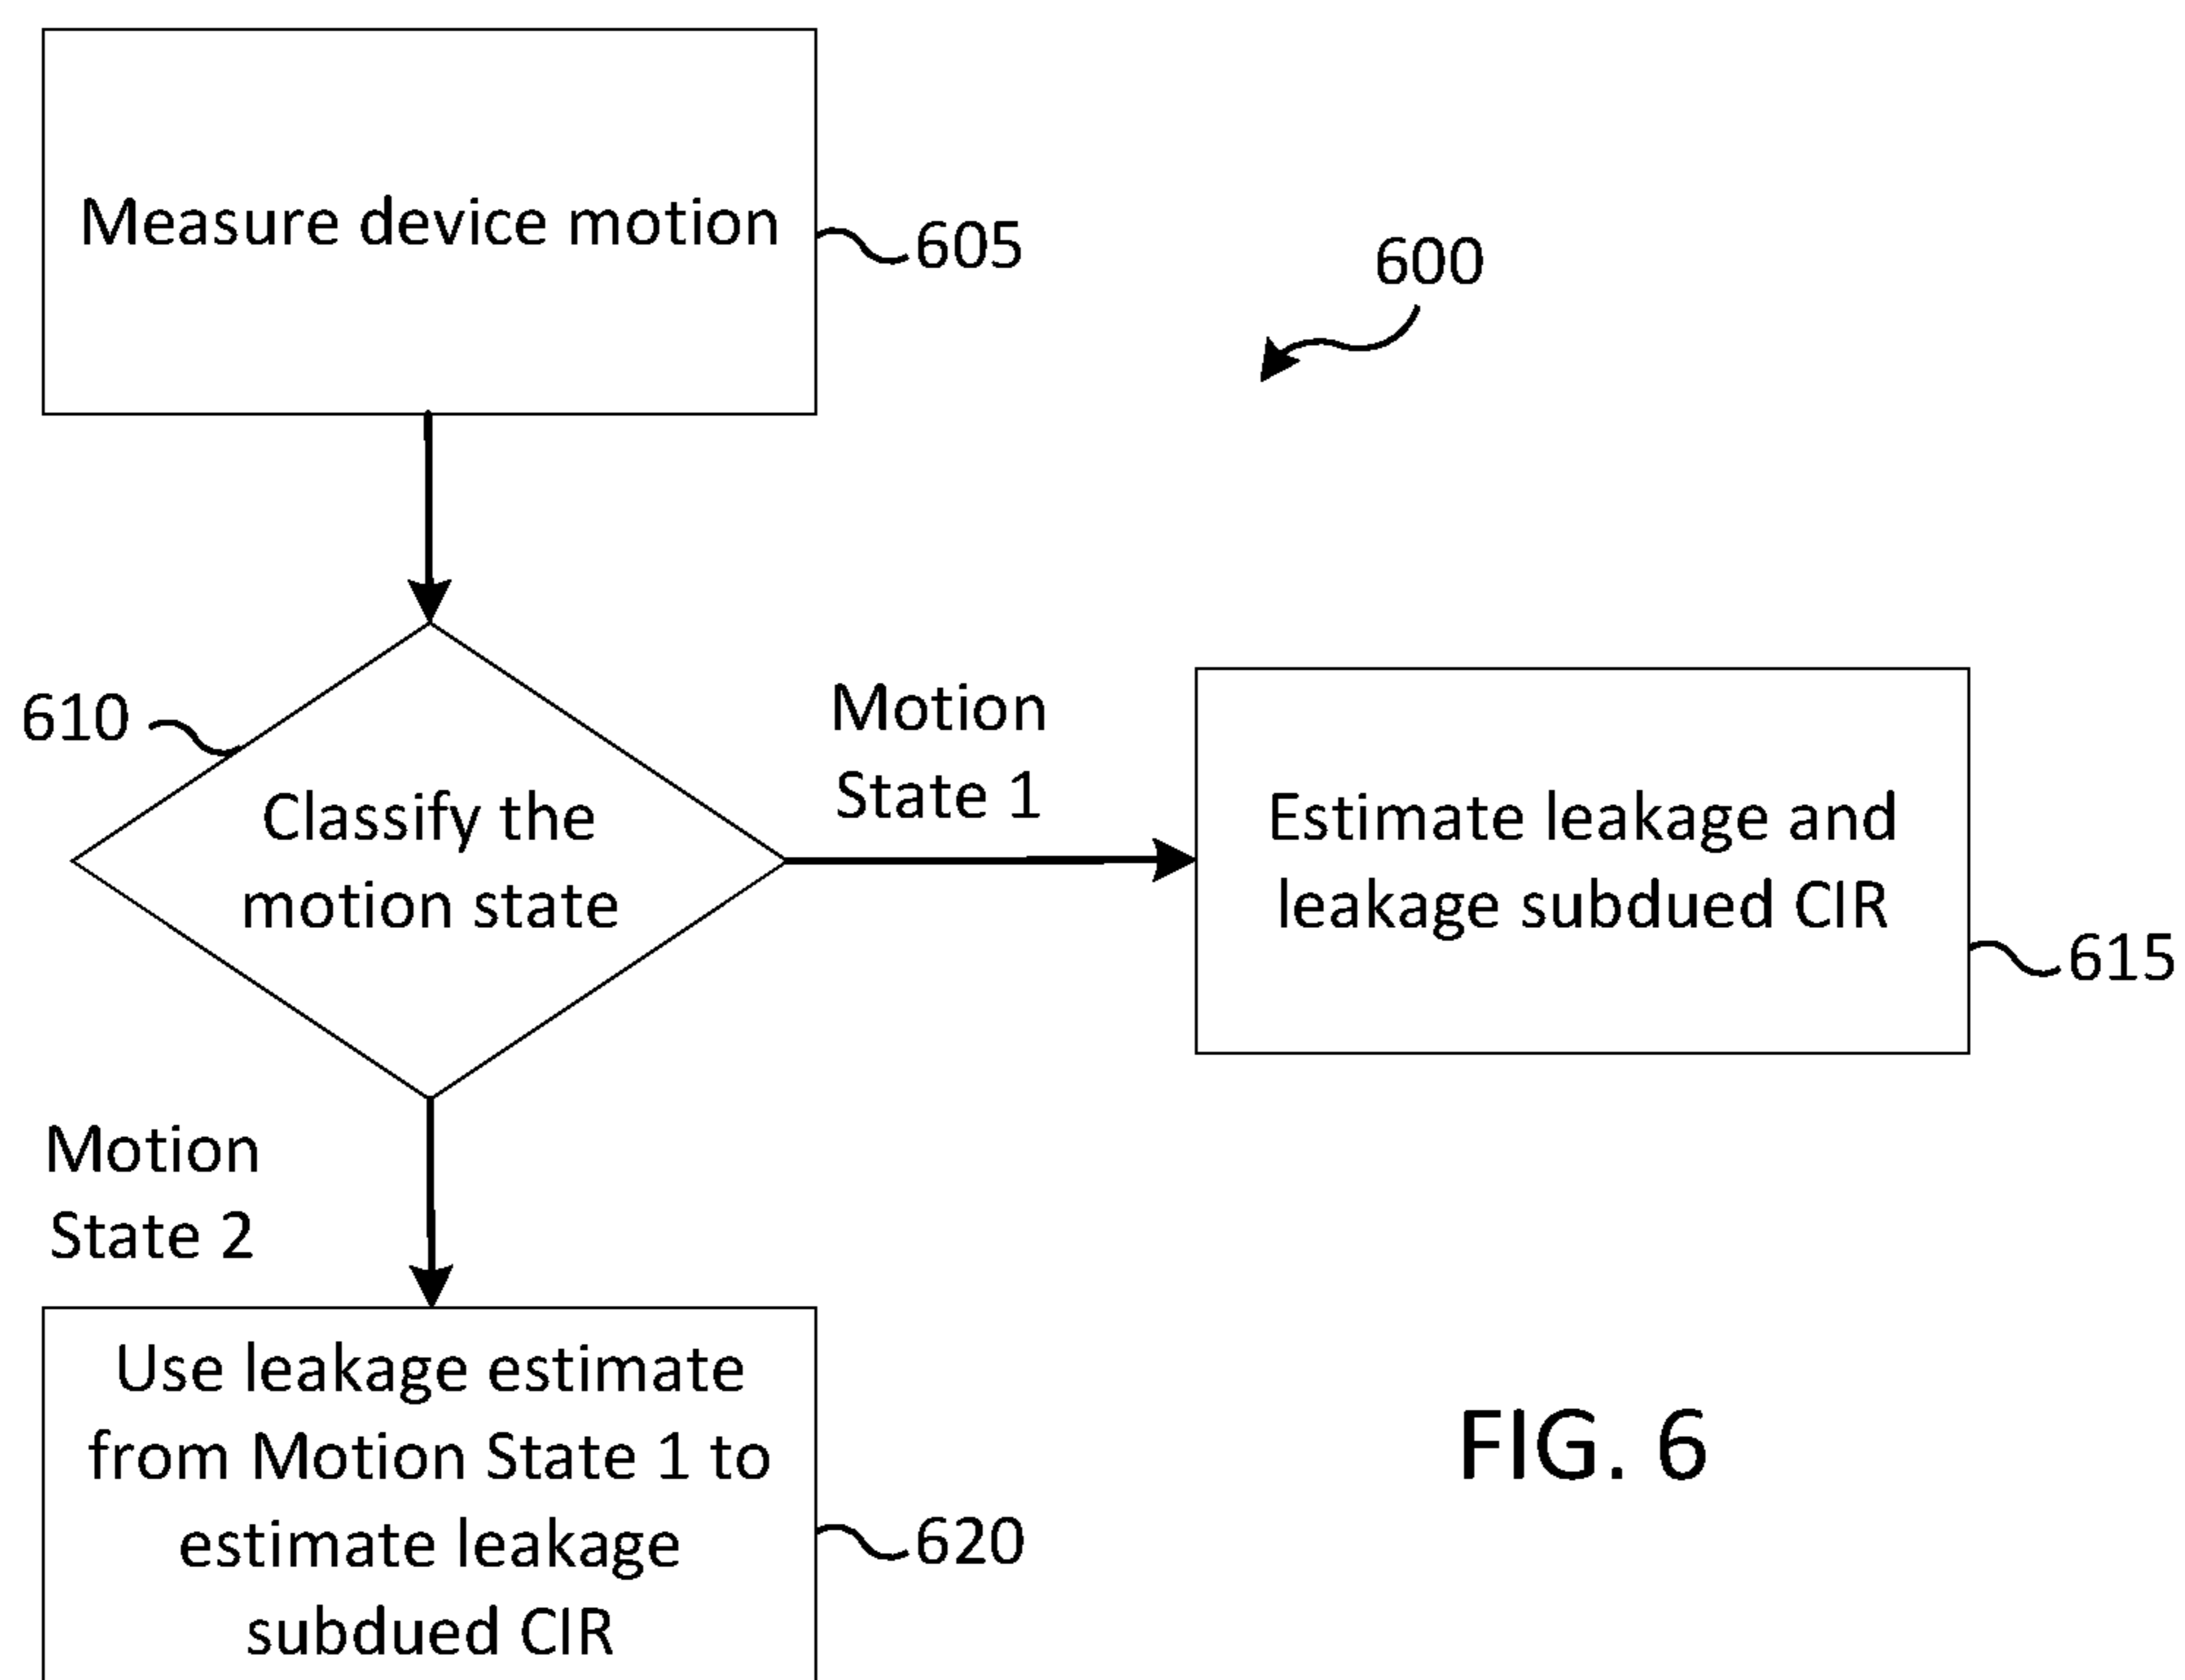 Measure device motion
605
600
610
Classify the
motion state
Motion
State 1
Estimate leakage and
leakage subdued CIR
615
Motion
State 2
Use leakage estimate
from Motion State 1 to
estimate leakage
subdued CIR
620
FIG. 6